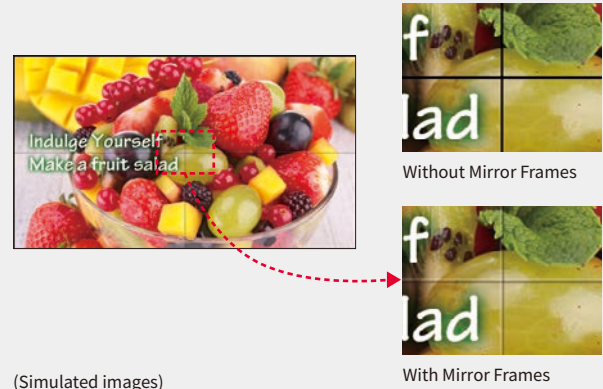 Indulge Yourself
Make a fruit salad
f
lad
Without Mirror Frames
f
lad
With Mirror Frames
(Simulated images)